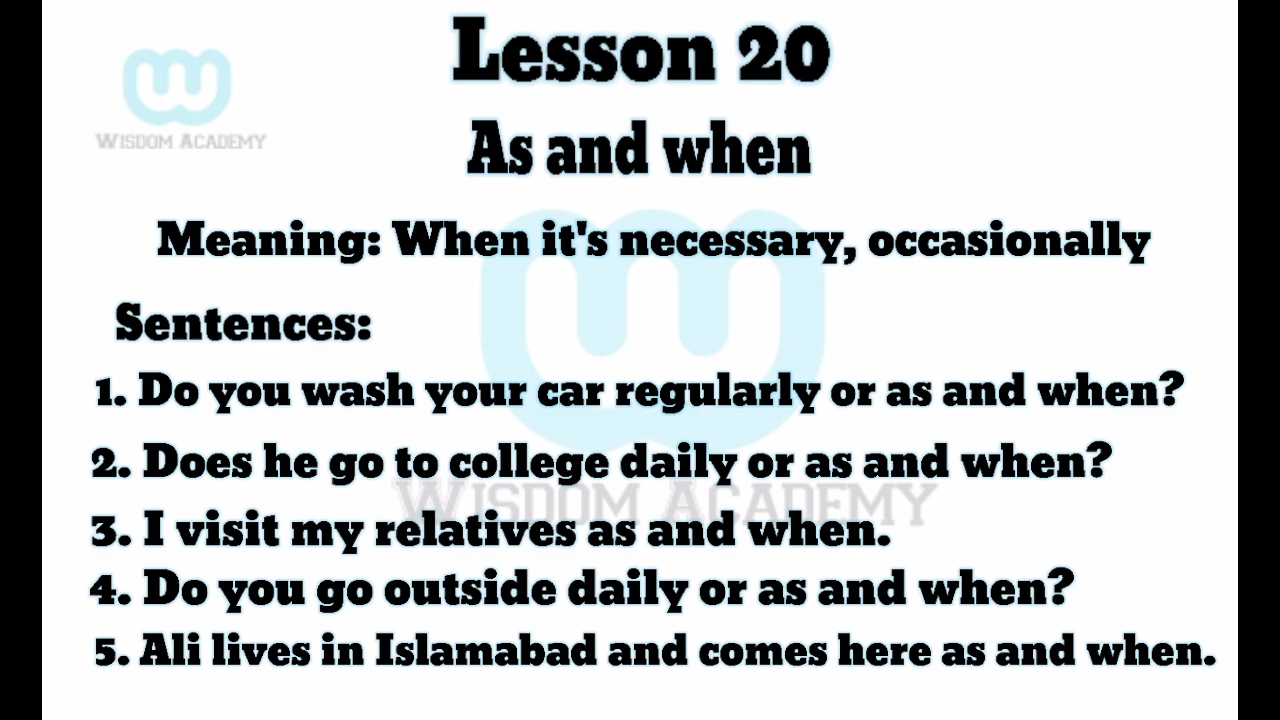 Lesson 20
WISDOM ACADEMY
As and when
Meaning: When it's necessary, occasionally
Sentences:
1. Do you wash your car regularly or as and when?
2. Does he go to college daily or as and when?
WISDOM ACADEMY
3. I visit my relatives as and when.
4. Do you go outside daily or as and when?
5. Ali lives in Islamabad and comes here as and when.